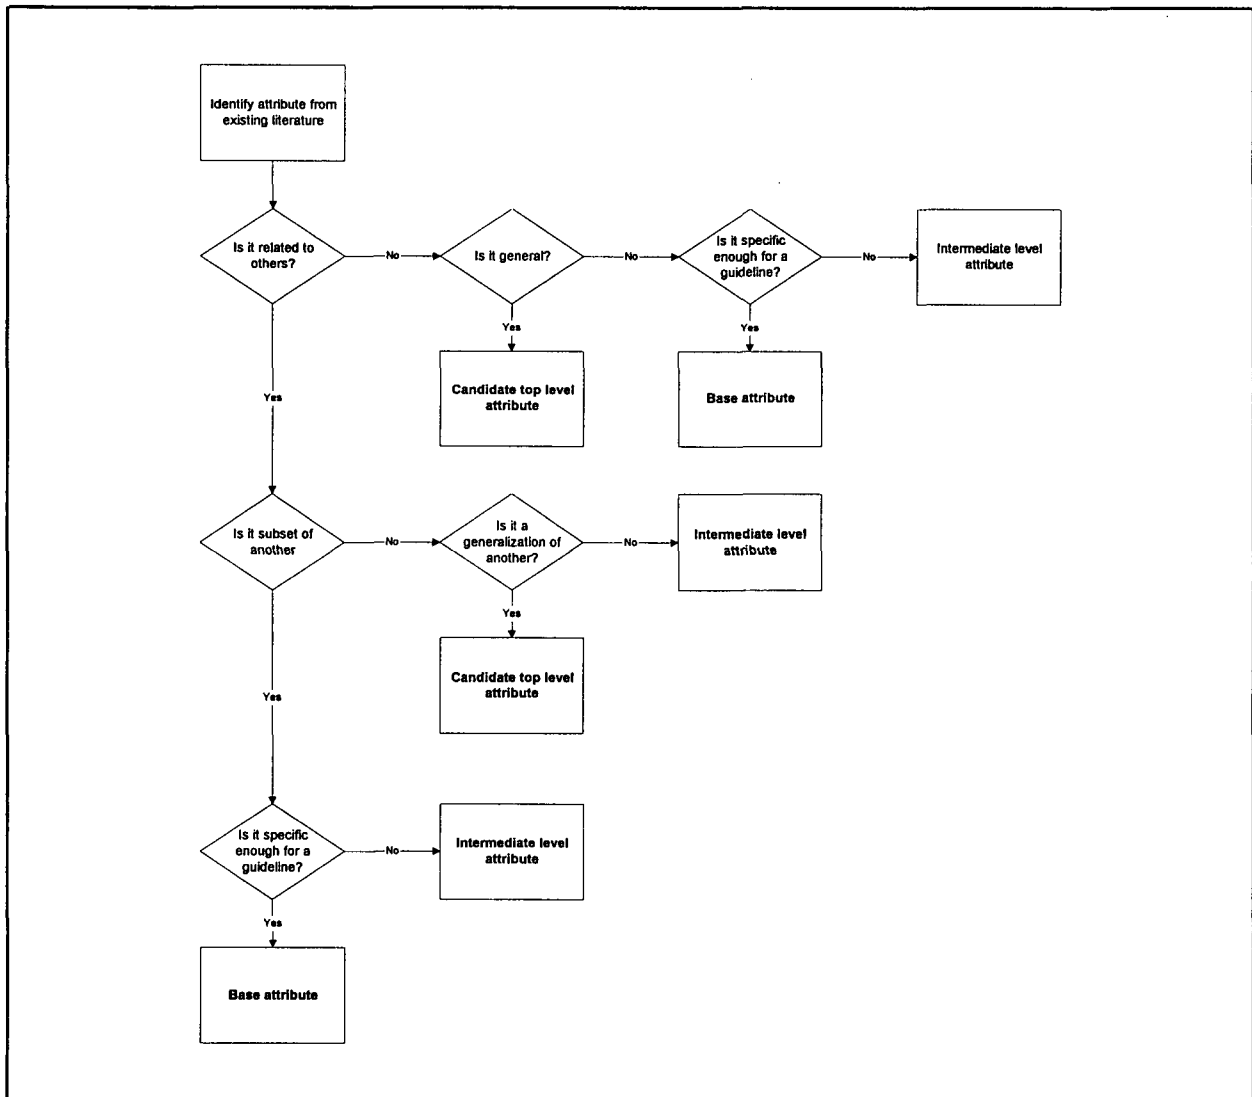 Identify attribute from
existing literature
Is it related to
others?
No
Is it general?
No
Is it specific
enough for a
guideline?
No
Intermediate level
attribute
Yes
Yes
Candidate top level
attribute
Base attribute
Yes
Is it subset of
another
No
Is it a
generalization of
another?
No
Intermediate level
attribute
Yes
Candidate top level
attribute
Yes
Is it specific
enough for a
guideline?
No
Intermediate level
attribute
Yes
Base attribute